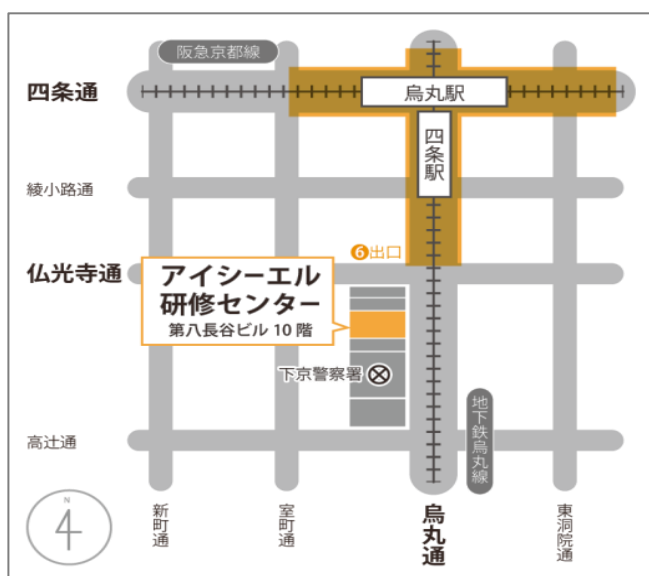 阪急京都線
四条通
烏丸駅
四条駅
綾小路通
❻出口
仏光寺通
アイシーエル
研修センター
第八長谷ビル 10 階
下京警察署
地下鉄烏丸線
高辻通
N
新町通
室町通
烏丸通
東洞院通